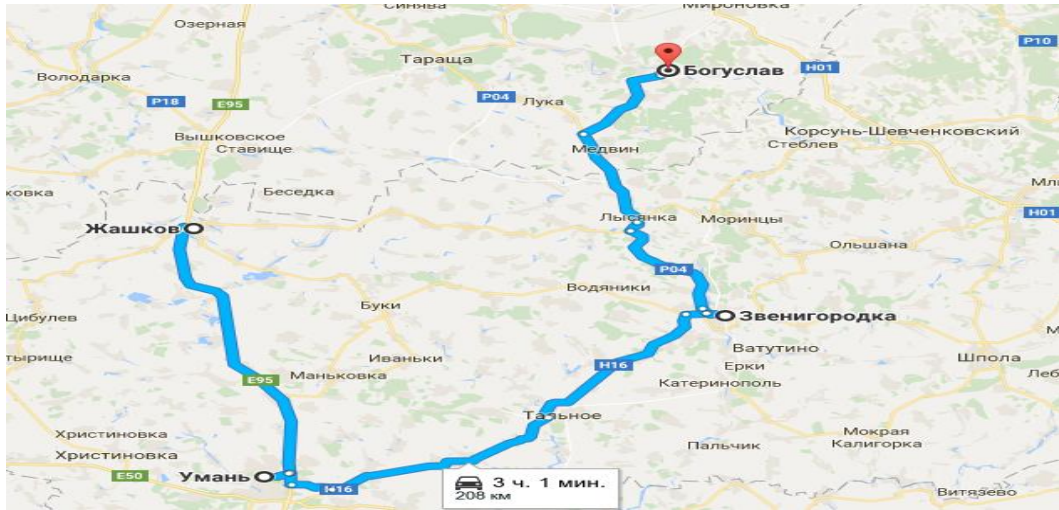 Синява
Мироновка
Озерная
P10
Тараща
Володарка
H01
Богуслав
P04
E95
P18
Лука
Вышковское
Ставище
Корсунь-Шевченковский
Стеблев
Медвин
Беседка
ховка
Мли
H01
Лысянка
Моринцы
Жашков
Ольшана
P04
Водяники
Буки
Цибулев
Звенигородка
тырище
Иваньки
Ватутино
Шпола
H16
Ерки
Маньковка
E95
Катеринополь
Леб
Тальное
Христиновка
Мокрая
Калигорка
Пальчик
Христиновка
Умань
E50
3 ч. 1 мин.
208 км
H16
Витязево